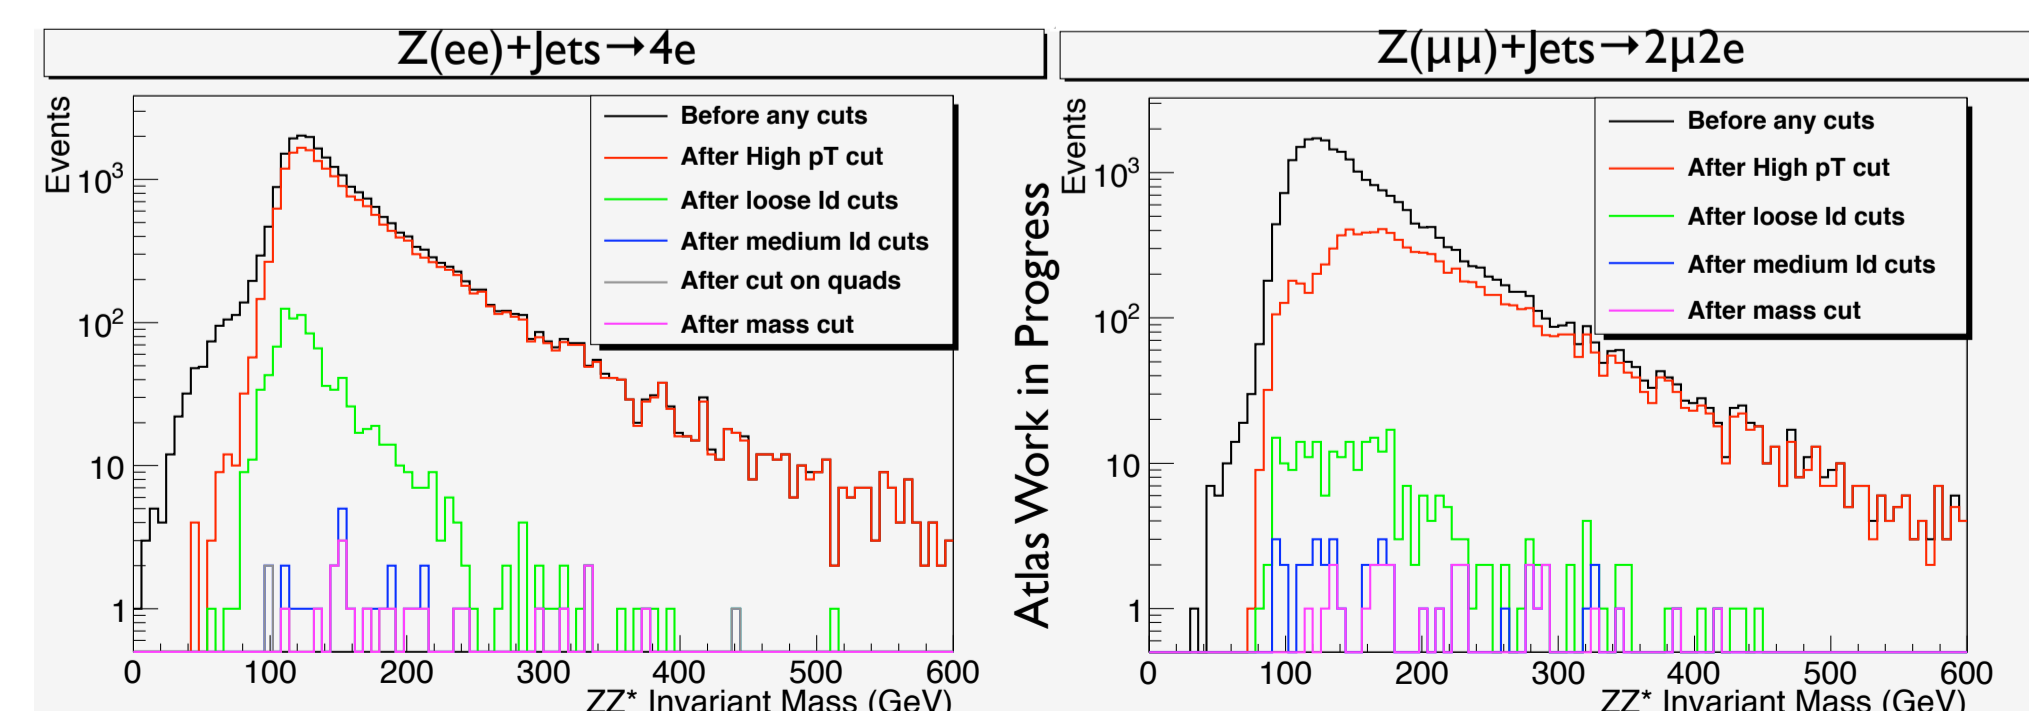 Z(ee)+Jets→4e
Events
10³
10²
10
1
Before any cuts
After High pT cut
After loose Id cuts
After medium Id cuts
After cut on quads
After mass cut
0 100 200 300 400 500 600
ZZ* Invariant Mass (GeV)
Atlas Work in Progress
Z(μμ)+Jets→2μ2e
Events
10³
10²
10
1
Before any cuts
After High pT cut
After loose Id cuts
After medium Id cuts
After mass cut
0 100 200 300 400 500 600
ZZ* Invariant Mass (GeV)